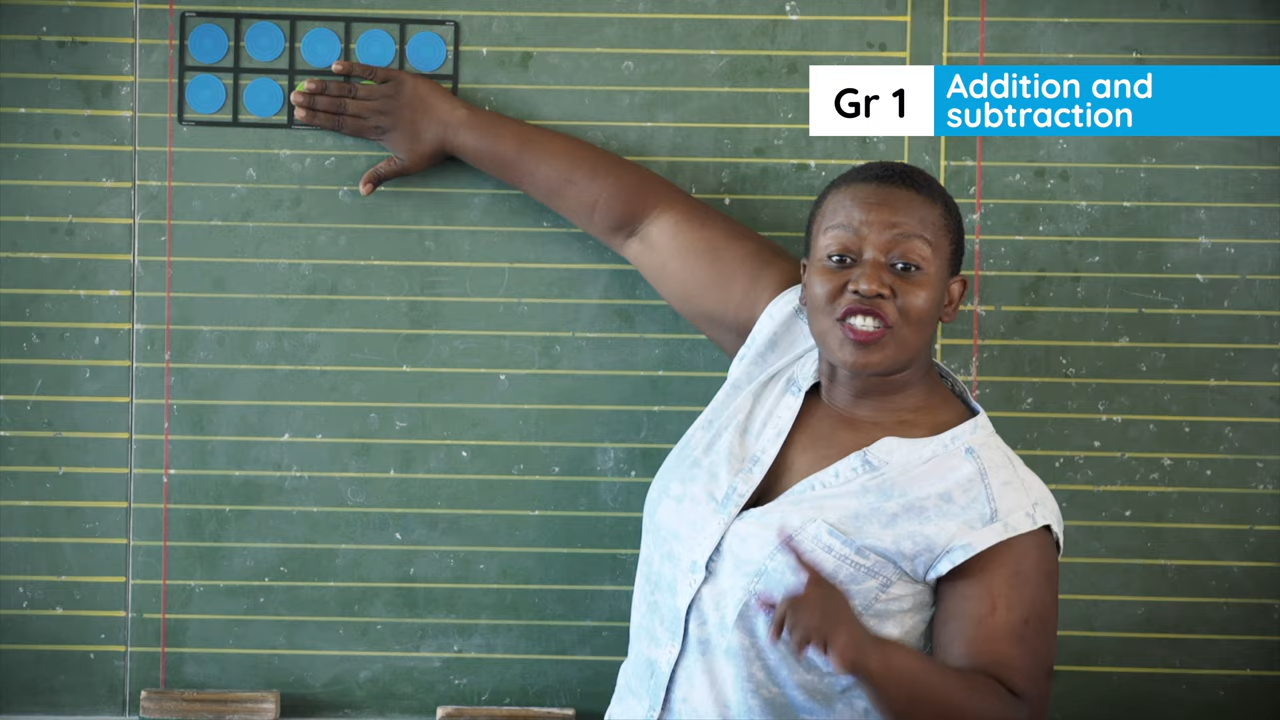 Gr 1
Addition and
subtraction